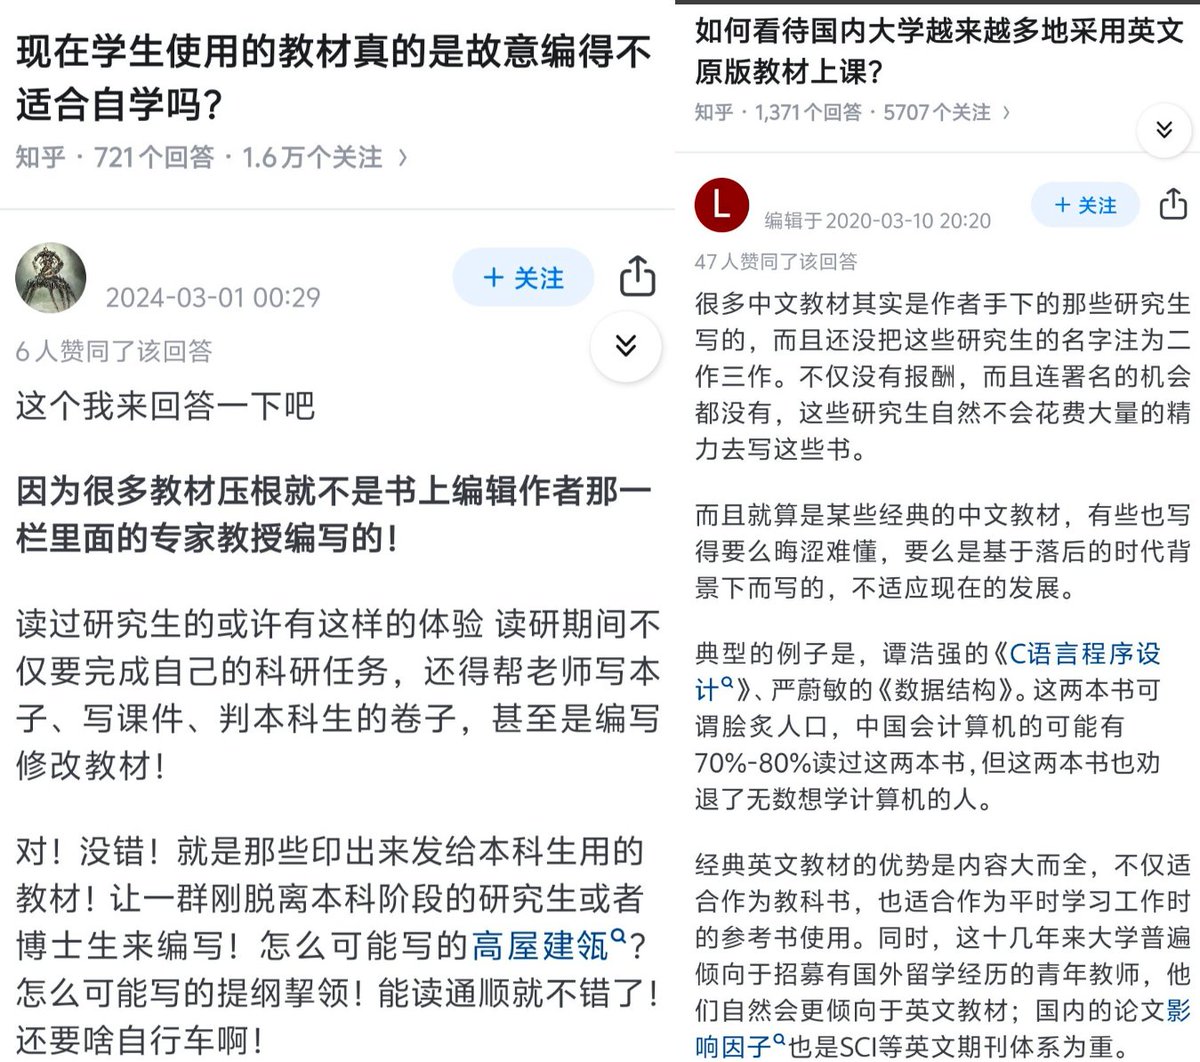 现在学生使用的教材真的是故意编得不
适合自学吗？
知乎 · 721个回答 · 1.6万个关注 >
2024-03-01 00:29
+ 关注
6人赞同了该回答
这个我来回答一下吧
因为很多教材压根就不是书上编辑作者那一
栏里面的专家教授编写的！
读过研究生的或许有这样的体验 读研期间不
仅要完成自己的科研任务，还得帮老师写本
子、写课件、判本科生的卷子，甚至是编写
修改教材！
对！没错！就是那些印出来发给本科生用的
教材！让一群刚脱离本科阶段的研究生或者
博士生来编写！怎么可能写的高屋建瓴？
怎么可能写的提纲挈领！能读通顺就不错了！
还要啥自行车啊！
如何看待国内大学越来越多地采用英文
原版教材上课？
知乎 · 1,371个回答 · 5707个关注 >
L
编辑于2020-03-10 20:20
+ 关注
47人赞同了该回答
很多中文教材其实是作者手下的那些研究生
写的，而且还没把这些研究生的名字注为二
作三作。不仅没有报酬，而且连署名的机会
都没有，这些研究生自然不会花费大量的精
力去写这些书。
而且就算是某些经典的中文教材，有些也写
得要么晦涩难懂，要么是基于落后的时代背
景下而写的，不适应现在的发展。
典型的例子是，谭浩强的《C语言程序设
计》、严蔚敏的《数据结构》。这两本书可
谓脍炙人口，中国会计算机的可能有
70%-80%读过这两本书，但这两本书也劝
退了无数想学计算机的人。
经典英文教材的优势是内容大而全，不仅适
合作为教科书，也适合作为平时学习工作时
的参考书使用。同时，这十几年来大学普遍
倾向于招募有国外留学经历的青年教师，他
们自然会更倾向于英文教材；国内的论文影
响因子也是SCI等英文期刊体系为重。